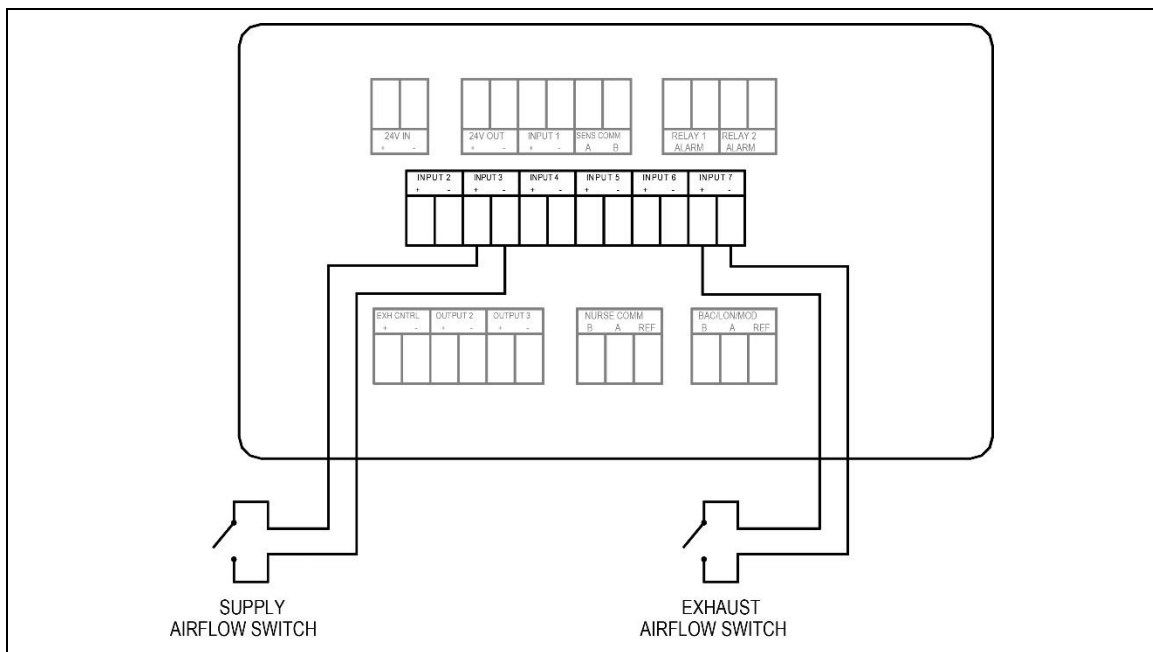 24V IN
+ -
24V OUT
+ -
INPUT 1
+ -
SENS COMM
A B
RELAY 1
ALARM
RELAY 2
ALARM
INPUT 2
+ -
INPUT 3
+ -
INPUT 4
+ -
INPUT 5
+ -
INPUT 6
+ -
INPUT 7
+ -
EXH CNTRL
+ -
OUTPUT 2
+ -
OUTPUT 3
+ -
NURSE COMM
B A REF
BAC/LON/MOD
B A REF
SUPPLY
AIRFLOW SWITCH
EXHAUST
AIRFLOW SWITCH